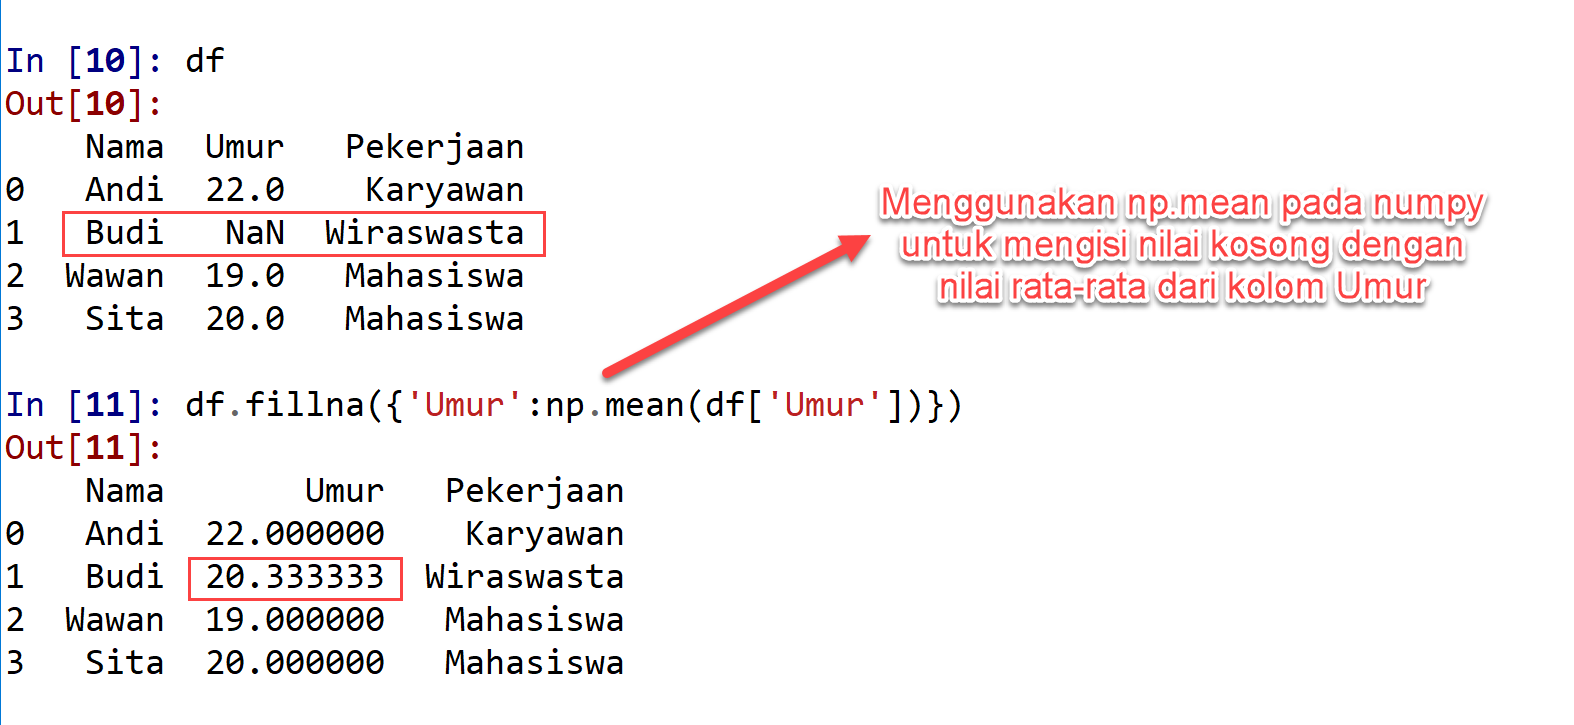 In [10]: df
Out[10]:
Nama Umur Pekerjaan
0 Andi 22.0 Karyawan
1 Budi NaN Wiraswasta
2 Wawan 19.0 Mahasiswa
3 Sita 20.0 Mahasiswa
Menggunakan np.mean pada numpy
untuk mengisi nilai kosong dengan
nilai rata-rata dari kolom Umur
In [11]: df.fillna({'Umur':np.mean(df['Umur'])})
Out[11]:
Nama Umur Pekerjaan
0 Andi 22.000000 Karyawan
1 Budi 20.333333 Wiraswasta
2 Wawan 19.000000 Mahasiswa
3 Sita 20.000000 Mahasiswa